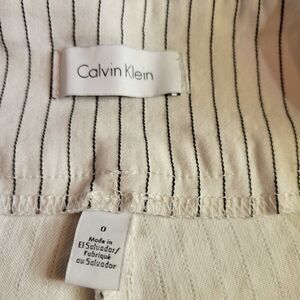 Calvin Klein
0
Made in
El Salvador/
Fabriqué
au Salvador